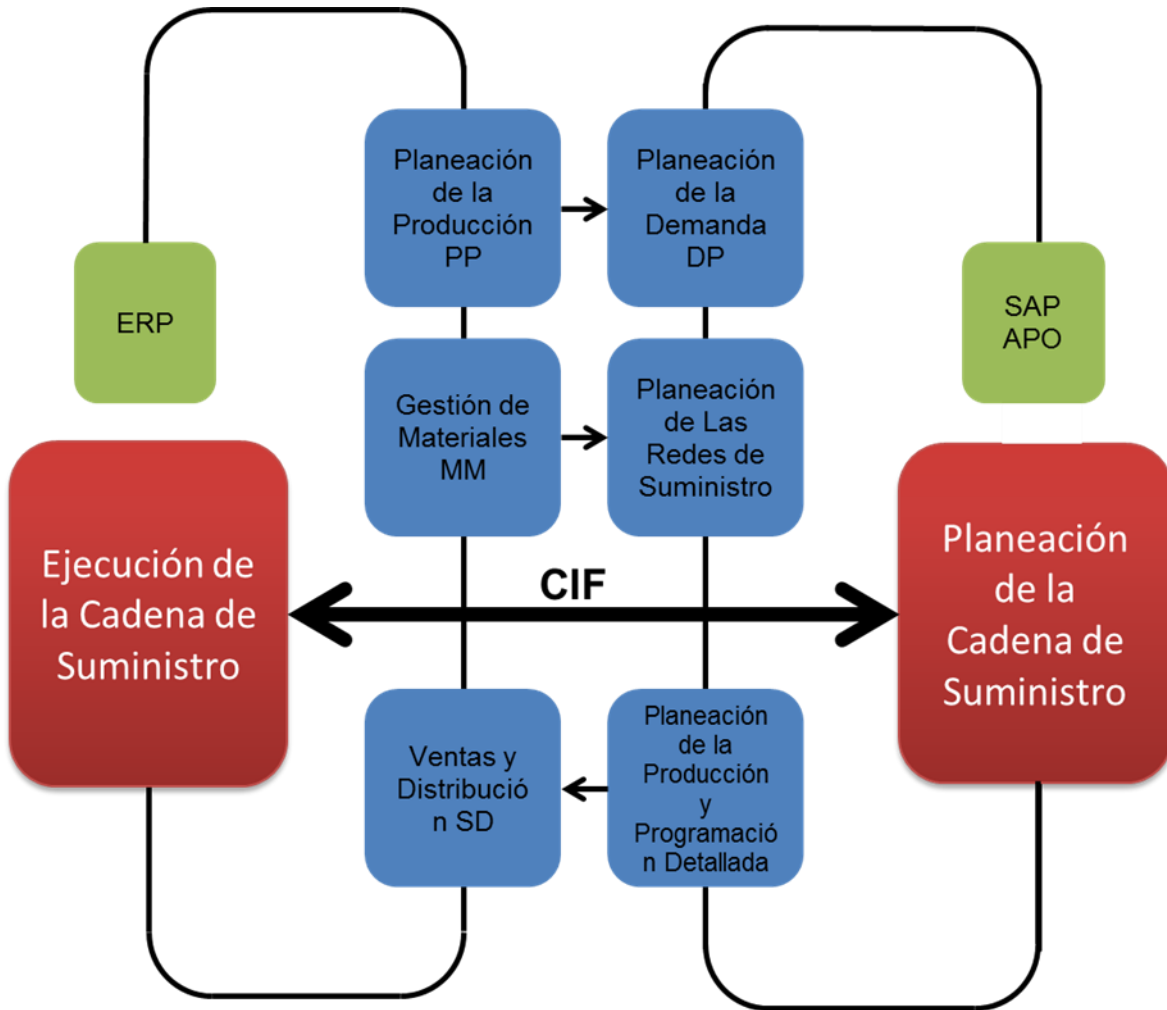 Planeación
de la
Producción
PP
Planeación
de la
Demanda
DP
ERP
SAP
APO
Gestión de
Materiales
MM
Planeación
de Las
Redes de
Suministro
Ejecución de
la Cadena de
Suministro
CIF
Planeación
de la
Cadena de
Suministro
Ventas y
Distribució
n SD
Planeación
de la
Producción
y
Programació
n Detallada